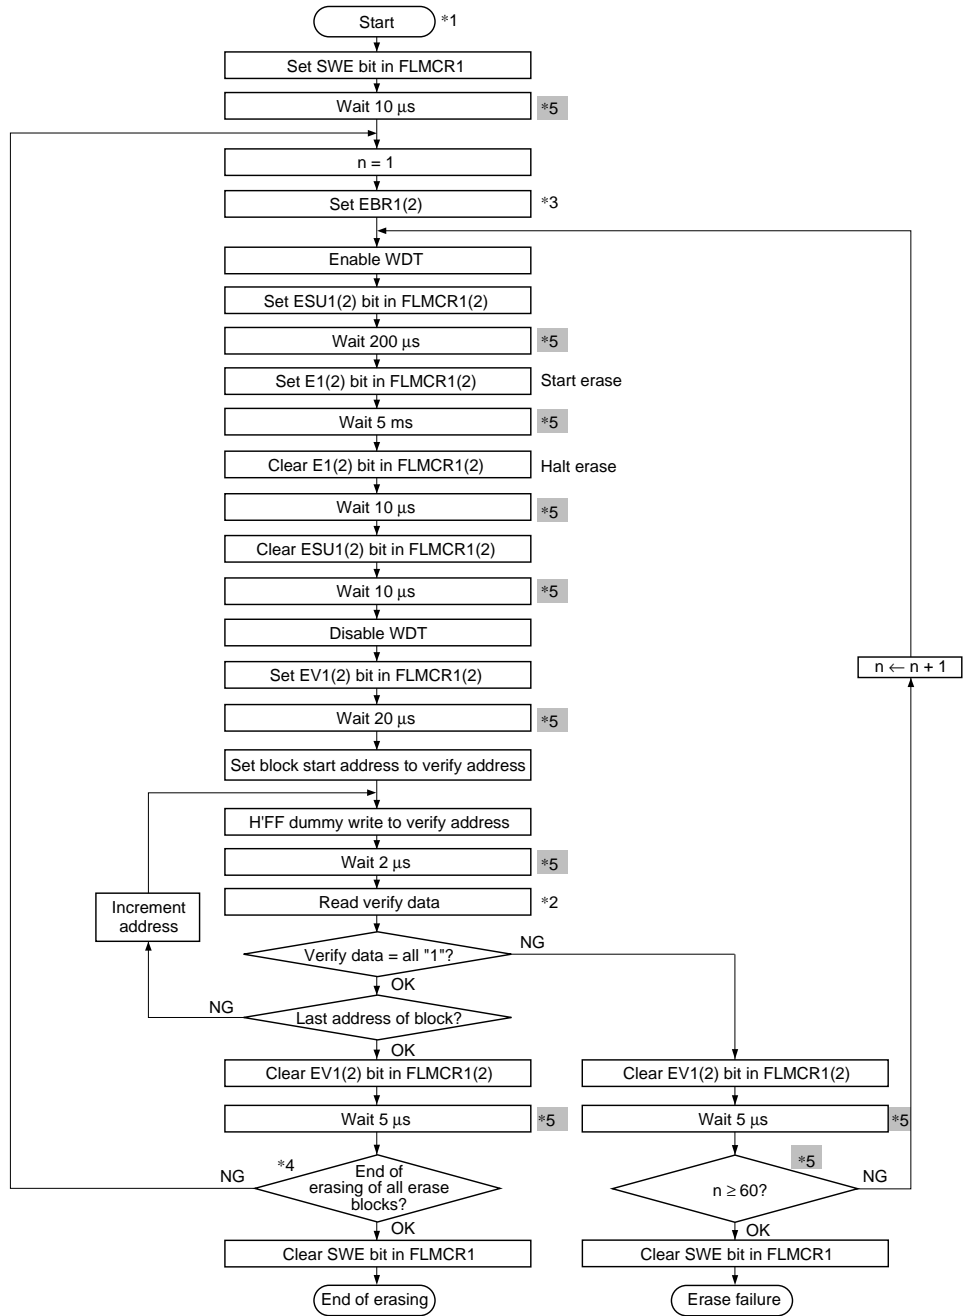 Start *1
Set SWE bit in FLMCR1
Wait 10 µs *5
n = 1
Set EBR1(2) *3
Enable WDT
Set ESU1(2) bit in FLMCR1(2)
Wait 200 µs *5
Set E1(2) bit in FLMCR1(2) Start erase
Wait 5 ms *5
Clear E1(2) bit in FLMCR1(2) Halt erase
Wait 10 µs *5
Clear ESU1(2) bit in FLMCR1(2)
Wait 10 µs *5
Disable WDT
Set EV1(2) bit in FLMCR1(2)
n ← n + 1
Wait 20 µs *5
Set block start address to verify address
H'FF dummy write to verify address
Wait 2 µs *5
Read verify data *2
Increment
address
Verify data = all "1"? NG
OK
NG Last address of block?
OK
Clear EV1(2) bit in FLMCR1(2) Clear EV1(2) bit in FLMCR1(2)
Wait 5 µs *5 Wait 5 µs *5
NG *4
End of
erasing of all erase
blocks?
*5
n ≥ 60? NG
OK OK
Clear SWE bit in FLMCR1 Clear SWE bit in FLMCR1
End of erasing Erase failure